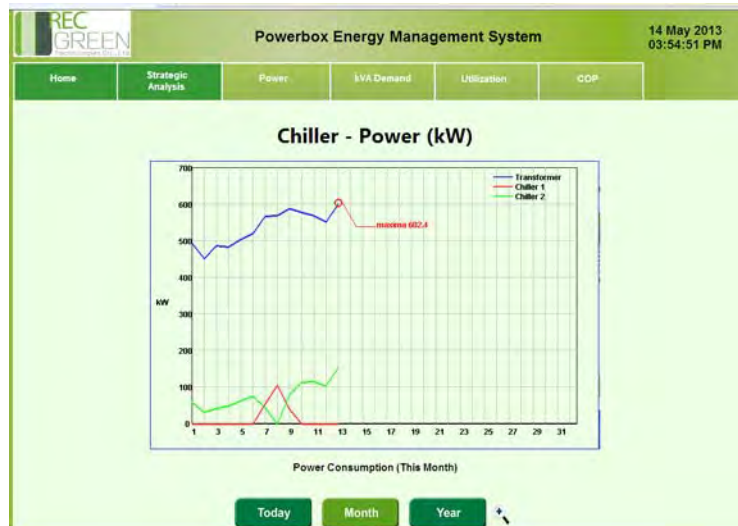 REC
GREEN
Powerbox Energy Management System
14 May 2013
03:54:51 PM
Home
Strategic
Analysis
Power
kVA Demand
Utilization
COP
Chiller - Power (kW)
700
600
500
400
300
200
100
0
kW
Transformer
Chiller 1
Chiller 2
maxima 602.4
1 3 5 7 9 11 13 15 17 19 21 23 25 27 29 31
Power Consumption (This Month)
Today
Month
Year